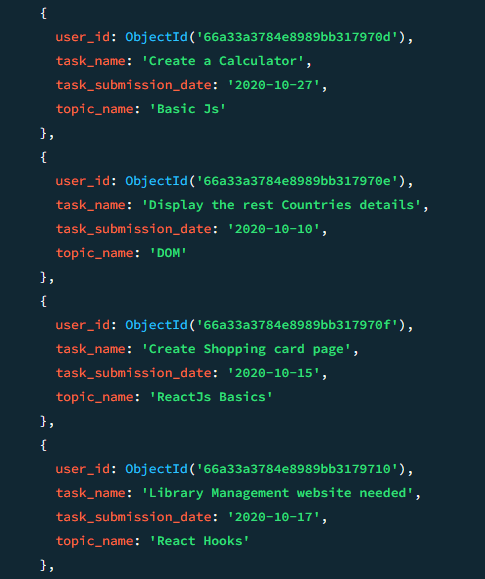 {
user_id: ObjectId('66a33a3784e8989bb317970d'),
task_name: 'Create a Calculator',
task_submission_date: '2020-10-27',
topic_name: 'Basic Js'
},
{
user_id: ObjectId('66a33a3784e8989bb317970e'),
task_name: 'Display the rest Countries details',
task_submission_date: '2020-10-10',
topic_name: 'DOM'
},
{
user_id: ObjectId('66a33a3784e8989bb317970f'),
task_name: 'Create Shopping card page',
task_submission_date: '2020-10-15',
topic_name: 'ReactJs Basics'
},
{
user_id: ObjectId('66a33a3784e8989bb3179710'),
task_name: 'Library Management website needed',
task_submission_date: '2020-10-17',
topic_name: 'React Hooks'
},